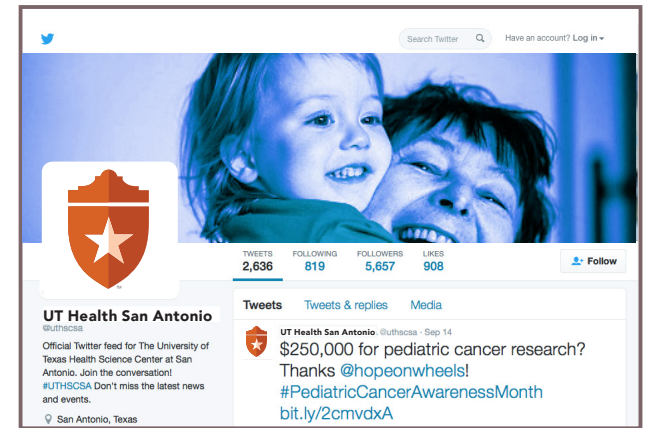 Search Twitter
Have an account? Log in
TWEETS FOLLOWING FOLLOWERS LIKES
2,636 819 5,657 908
Follow
UT Health San Antonio
@uthscsa
Official Twitter feed for The University of
Texas Health Science Center at San
Antonio. Join the conversation!
#UTHSCSA Don't miss the latest news
and events.
San Antonio, Texas
Tweets Tweets & replies Media
UT Health San Antonio @uthscsa · Sep 14
$250,000 for pediatric cancer research?
Thanks @hopeonwheels!
#PediatricCancerAwarenessMonth
bit.ly/2cmvdxA